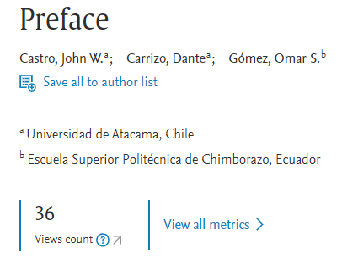 Preface
Castro, John W.ᵃ; Carrizo, Danteᵃ; Gómez, Omar S.ᵇ
Save all to author list
ᵃ Universidad de Atacama, Chile
ᵇ Escuela Superior Politécnica de Chimborazo, Ecuador
36
Views count
View all metrics